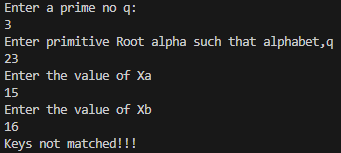 Enter a prime no q:
3
Enter primitive Root alpha such that alphabet,q
23
Enter the value of Xa
15
Enter the value of Xb
16
Keys not matched!!!